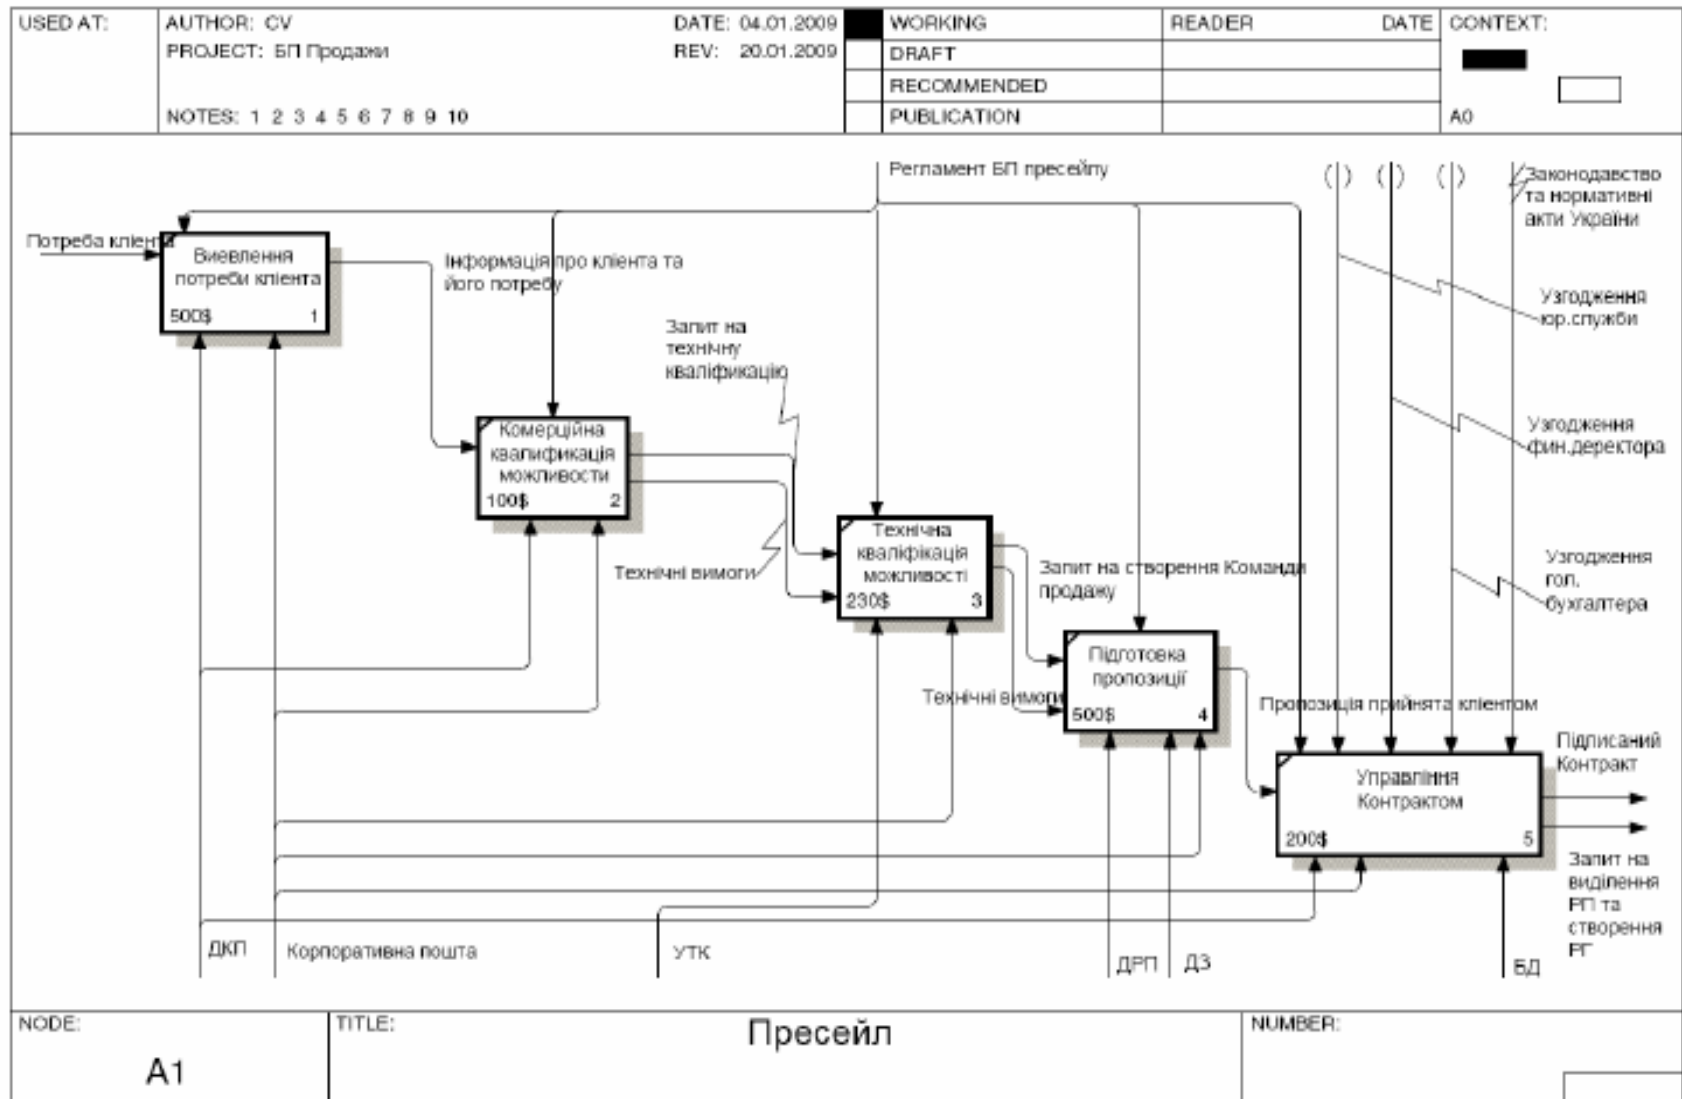 USED AT:
AUTHOR: CV
DATE: 04.01.2009
WORKING
READER
DATE
CONTEXT:
PROJECT: БП Продажи
REV: 20.01.2009
DRAFT
RECOMMENDED
NOTES: 1 2 3 4 5 6 7 8 9 10
PUBLICATION
A0
Регламент БП пресейлу
( )
( )
( )
Законодавство
та нормативні
акти України
Потреба клієнта
Виевлення
потреби клієнта
500$ 1
Інформація про клієнта та
його потребу
Узгодження
юр.служби
Запит на
технічну
кваліфикацію
Комерційна
квалификація
можливости
100$ 2
Узгодження
фин.деректора
Технічні вимоги
Технічна
кваліфікація
можливості
230$ 3
Запит на створення Команди
продажу
Узгодження
гол.
бухгалтера
Підготовка
пропозиції
500$ 4
Технічні вимоги
Пропозиція прийнята клієнтом
Підписаний
Контракт
Управління
Контрактом
200$ 5
Запит на
виділення
РП та
створення
РГ
ДКП
Корпоративна пошта
УТК
ДРП
ДЗ
БД
NODE:
TITLE:
Пресейл
NUMBER:
A1